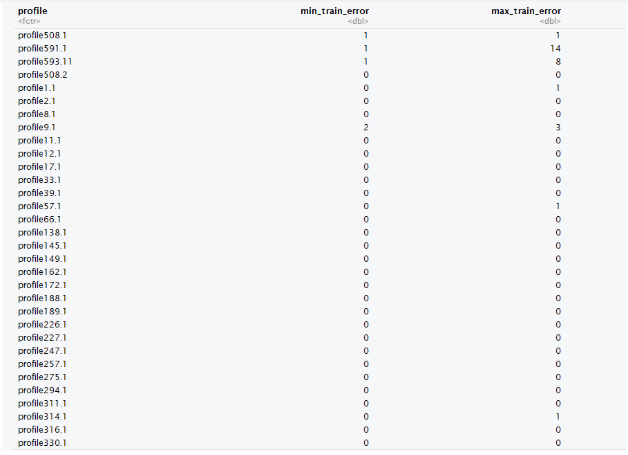 profile min_train_error max_train_error
<fctr> <dbl> <dbl>
profile508.1 1 1
profile591.1 1 14
profile593.11 1 8
profile508.2 0 0
profile1.1 0 1
profile2.1 0 0
profile8.1 0 0
profile9.1 2 3
profile11.1 0 0
profile12.1 0 0
profile17.1 0 0
profile33.1 0 0
profile39.1 0 0
profile57.1 0 1
profile66.1 0 0
profile138.1 0 0
profile145.1 0 0
profile149.1 0 0
profile162.1 0 0
profile172.1 0 0
profile188.1 0 0
profile189.1 0 0
profile226.1 0 0
profile227.1 0 0
profile247.1 0 0
profile257.1 0 0
profile275.1 0 0
profile294.1 0 0
profile311.1 0 0
profile314.1 0 1
profile316.1 0 0
profile330.1 0 0